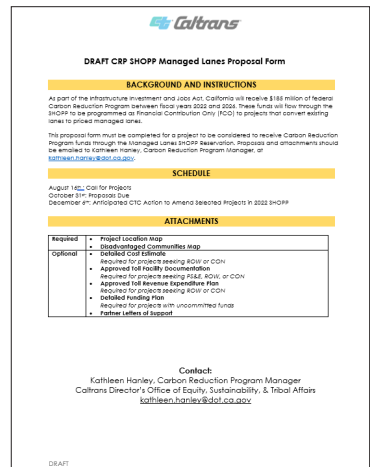 Caltrans
DRAFT CRP SHOPP Managed Lanes Proposal Form
BACKGROUND AND INSTRUCTIONS
As part of the Infrastructure Investment and Jobs Act, California will receive $185 million of federal
Carbon Reduction Program between fiscal years 2022 and 2026. These funds will flow through the
SHOPP to be programmed as Financial Contribution Only (FCO) to projects that convert existing
lanes to priced managed lanes.
This proposal form must be completed for a project to be considered to receive Carbon Reduction
Program funds through the Managed Lanes SHOPP Reservation. Proposals and attachments should
be emailed to Kathleen Hanley, Carbon Reduction Program Manager, at
kathleen.hanley@dot.ca.gov.
SCHEDULE
August 16th: Call for Projects
October 31st: Proposals Due
December 6th: Anticipated CTC Action to Amend Selected Projects in 2022 SHOPP
ATTACHMENTS
Required • Project Location Map
• Disadvantaged Communities Map
Optional • Detailed Cost Estimate
Required for projects seeking ROW or CON
• Approved Toll Facility Documentation
Required for projects seeking PS&E, ROW, or CON
• Approved Toll Revenue Expenditure Plan
Required for projects seeking ROW or CON
• Detailed Funding Plan
Required for projects with uncommitted funds
• Partner Letters of Support
Contact:
Kathleen Hanley, Carbon Reduction Program Manager
Caltrans Director's Office of Equity, Sustainability, & Tribal Affairs
kathleen.hanley@dot.ca.gov
DRAFT